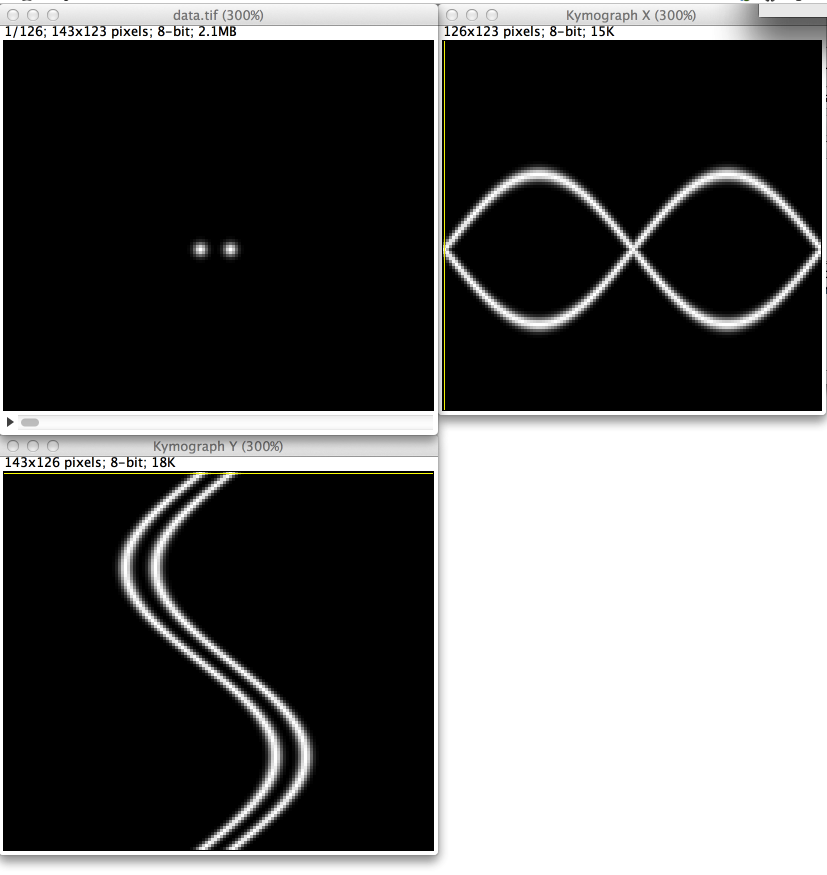 data.tif (300%)
1/126; 143x123 pixels; 8-bit; 2.1MB
Kymograph X (300%)
126x123 pixels; 8-bit; 15K
Kymograph Y (300%)
143x126 pixels; 8-bit; 18K